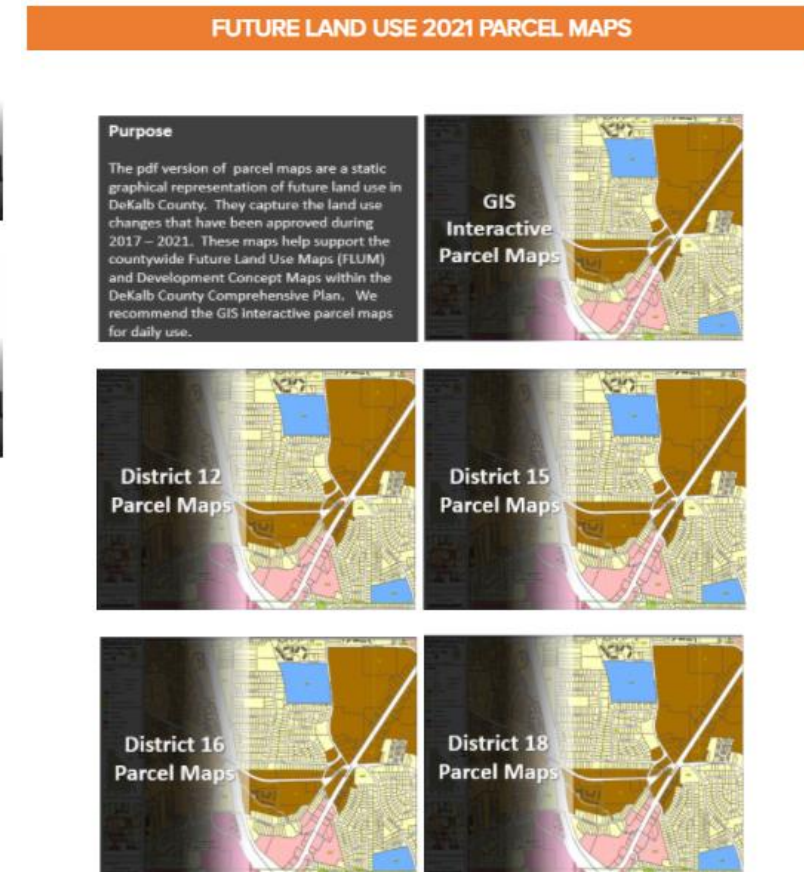 FUTURE LAND USE 2021 PARCEL MAPS
Purpose
The pdf version of parcel maps are a static
graphical representation of future land use in
DeKalb County. They capture the land use
changes that have been approved during
2017 – 2021. These maps help support the
countywide Future Land Use Maps (FLUM)
and Development Concept Maps within the
DeKalb County Comprehensive Plan. We
recommend the GIS interactive parcel maps
for daily use.
GIS
Interactive
Parcel Maps
District 12
Parcel Maps
District 15
Parcel Maps
District 16
Parcel Maps
District 18
Parcel Maps